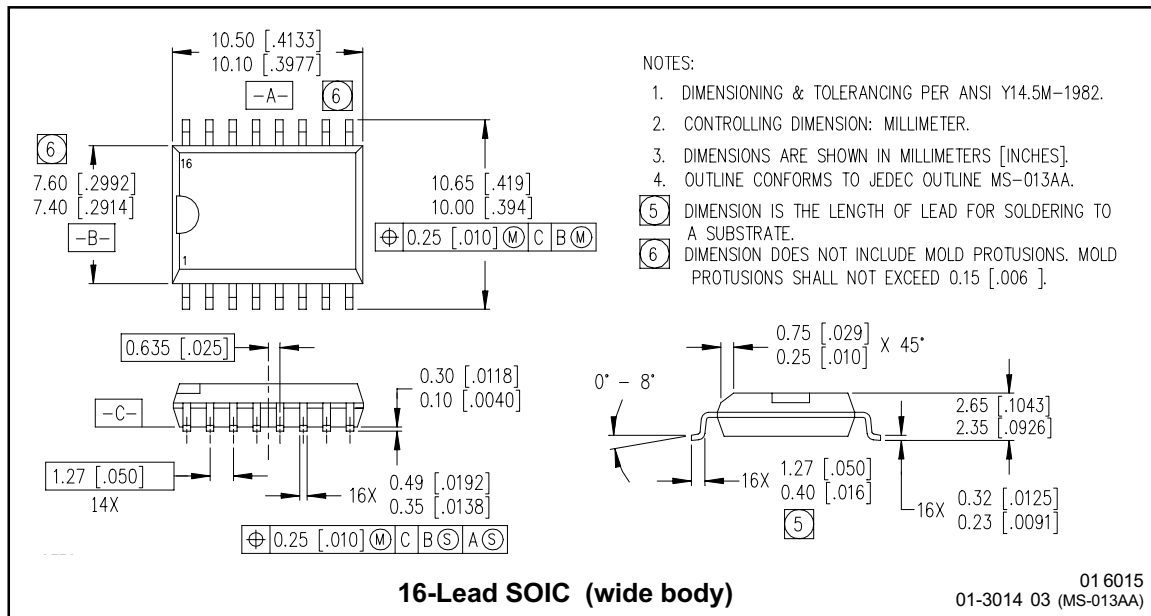 10.50 [.4133]
10.10 [.3977]
-A- 6
6
7.60 [.2992]
7.40 [.2914]
-B-
16
1
10.65 [.419]
10.00 [.394]
⌖ 0.25 [.010] Ⓜ C B Ⓜ
NOTES:
1. DIMENSIONING & TOLERANCING PER ANSI Y14.5M-1982.
2. CONTROLLING DIMENSION: MILLIMETER.
3. DIMENSIONS ARE SHOWN IN MILLIMETERS [INCHES].
4. OUTLINE CONFORMS TO JEDEC OUTLINE MS-013AA.
5 DIMENSION IS THE LENGTH OF LEAD FOR SOLDERING TO
A SUBSTRATE.
6 DIMENSION DOES NOT INCLUDE MOLD PROTUSIONS. MOLD
PROTUSIONS SHALL NOT EXCEED 0.15 [.006 ].
0.635 [.025]
-C-
0.30 [.0118]
0.10 [.0040]
1.27 [.050]
14X
16X 0.49 [.0192]
0.35 [.0138]
⌖ 0.25 [.010] Ⓜ C B Ⓢ A Ⓢ
0.75 [.029]
0.25 [.010] X 45°
0° - 8°
2.65 [.1043]
2.35 [.0926]
16X 1.27 [.050]
0.40 [.016]
5
16X 0.32 [.0125]
0.23 [.0091]
16-Lead SOIC (wide body)
01 6015
01-3014 03 (MS-013AA)